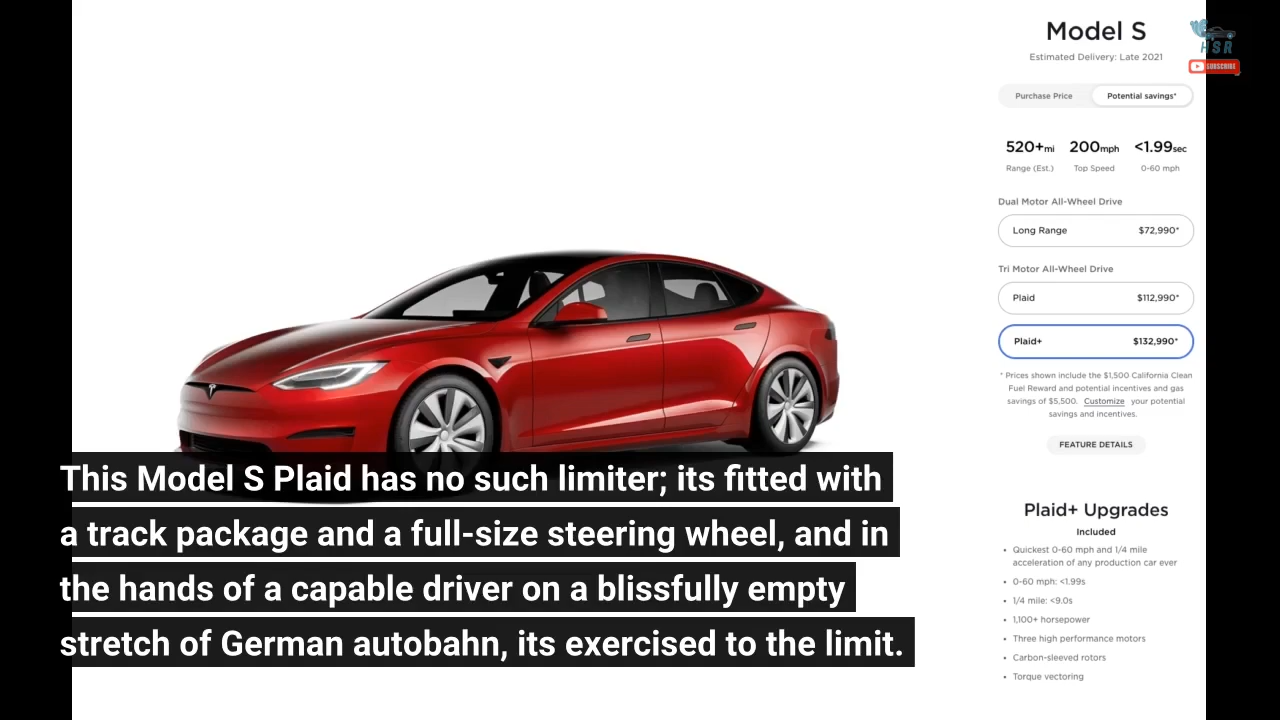 Model S
Estimated Delivery: Late 2021
HSR
SUBSCRIBE
Purchase Price Potential savings*
520+mi 200mph <1.99sec
Range (Est.) Top Speed 0-60 mph
Dual Motor All-Wheel Drive
Long Range $72,990*
Tri Motor All-Wheel Drive
Plaid $112,990*
Plaid+ $132,990*
* Prices shown include the $1,500 California Clean
Fuel Reward and potential incentives and gas
savings of $5,500. Customize your potential
savings and incentives.
FEATURE DETAILS
This Model S Plaid has no such limiter; its fitted with
a track package and a full-size steering wheel, and in
the hands of a capable driver on a blissfully empty
stretch of German autobahn, its exercised to the limit.
Plaid+ Upgrades
Included
• Quickest 0-60 mph and 1/4 mile
acceleration of any production car ever
• 0-60 mph: <1.99s
• 1/4 mile: <9.0s
• 1,100+ horsepower
• Three high performance motors
• Carbon-sleeved rotors
• Torque vectoring